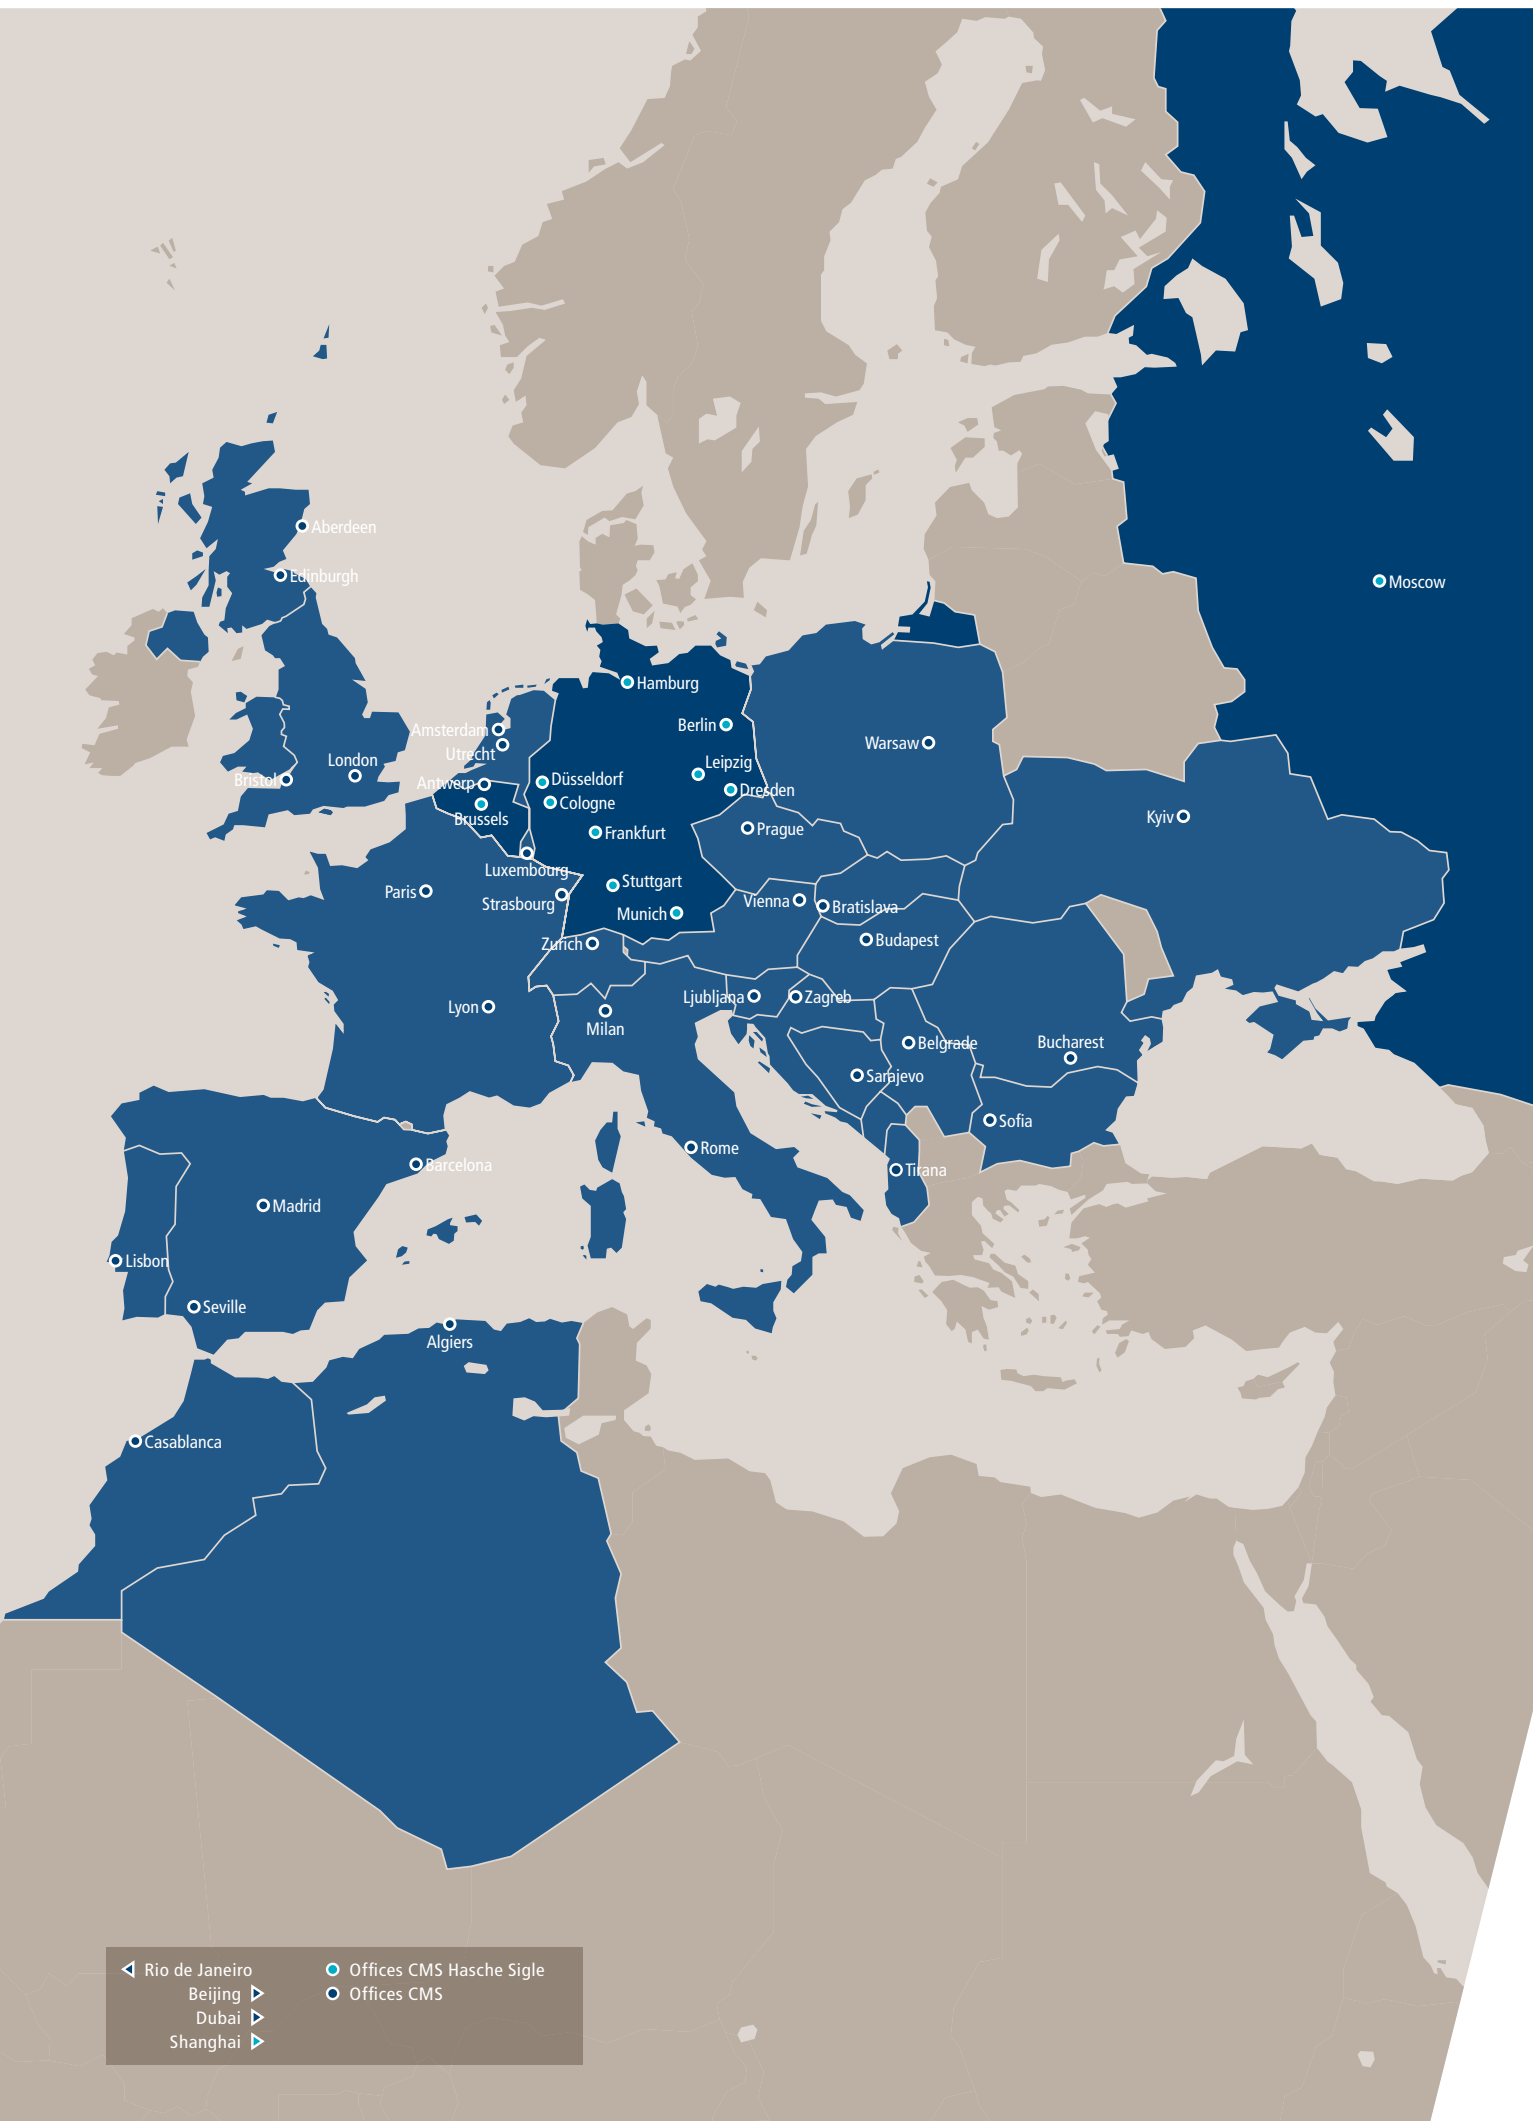 Aberdeen
Edinburgh
Moscow
Hamburg
Berlin
Amsterdam
Utrecht
Warsaw
London
Leipzig
Bristol
Antwerp
Düsseldorf
Dresden
Cologne
Brussels
Kyiv
Frankfurt
Prague
Luxembourg
Stuttgart
Paris
Strasbourg
Vienna
Bratislava
Munich
Zurich
Budapest
Ljubljana
Zagreb
Lyon
Milan
Belgrade
Bucharest
Sarajevo
Sofia
Rome
Barcelona
Tirana
Madrid
Lisbon
Seville
Algiers
Casablanca
Rio de Janeiro
Beijing
Dubai
Shanghai
Offices CMS Hasche Sigle
Offices CMS